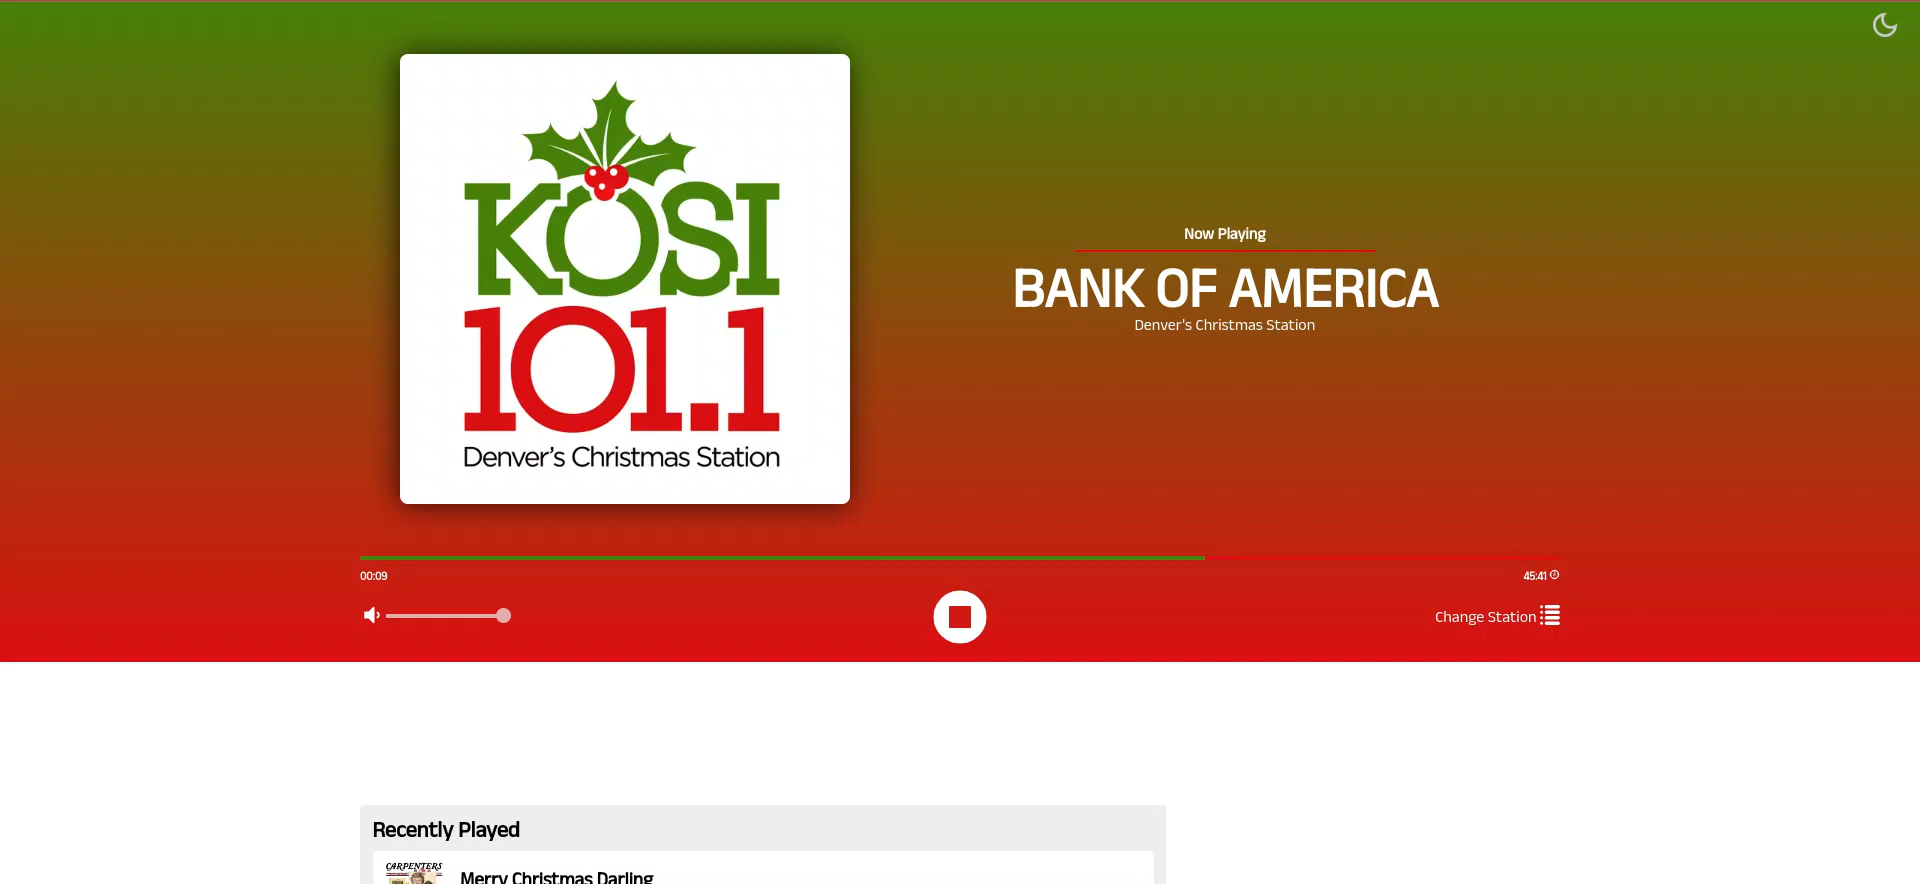 KOSI
101.1
Denver's Christmas Station
Now Playing
BANK OF AMERICA
Denver's Christmas Station
00:09
45:41
Change Station
Recently Played
CARPENTERS
Merry Christmas Darling